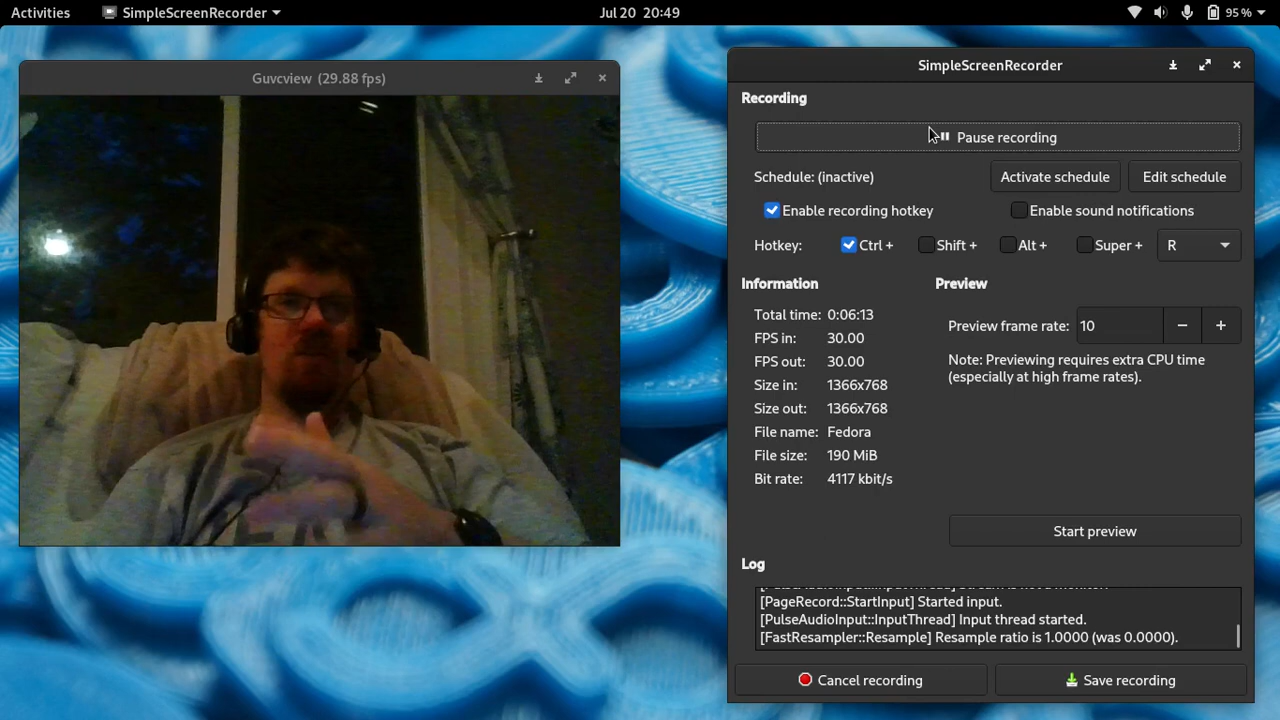 Activities SimpleScreenRecorder Jul 20 20:49 95 %
Guvcview (29.88 fps)
SimpleScreenRecorder
Recording
Pause recording
Schedule: (inactive) Activate schedule Edit schedule
Enable recording hotkey Enable sound notifications
Hotkey: Ctrl + Shift + Alt + Super + R
Information Preview
Total time: 0:06:13
FPS in: 30.00
FPS out: 30.00
Size in: 1366x768
Size out: 1366x768
File name: Fedora
File size: 190 MiB
Bit rate: 4117 kbit/s
Preview frame rate: 10
Note: Previewing requires extra CPU time
(especially at high frame rates).
Start preview
Log
[PageRecord::StartInput] Started input.
[PulseAudioInput::InputThread] Input thread started.
[FastResampler::Resample] Resample ratio is 1.0000 (was 0.0000).
Cancel recording Save recording